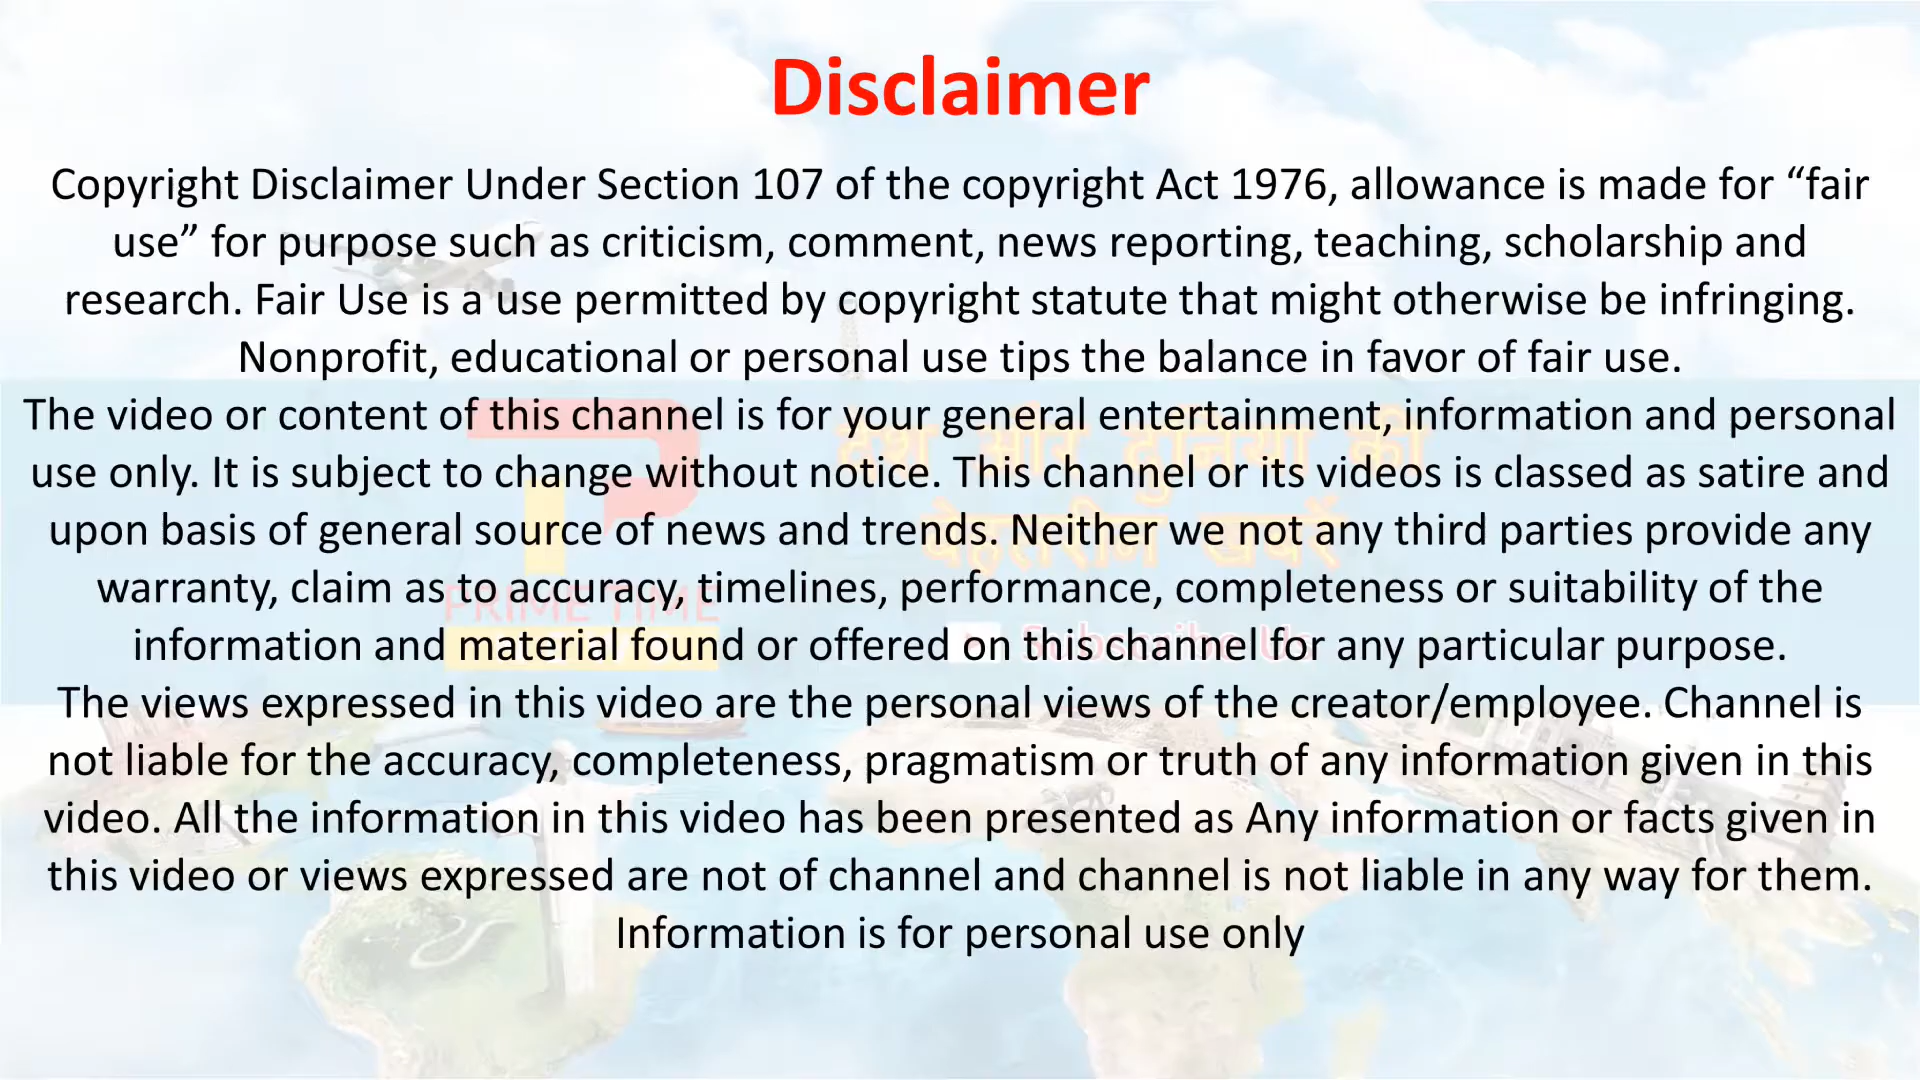 Disclaimer
Copyright Disclaimer Under Section 107 of the copyright Act 1976, allowance is made for “fair
use” for purpose such as criticism, comment, news reporting, teaching, scholarship and
research. Fair Use is a use permitted by copyright statute that might otherwise be infringing.
Nonprofit, educational or personal use tips the balance in favor of fair use.
The video or content of this channel is for your general entertainment, information and personal
use only. It is subject to change without notice. This channel or its videos is classed as satire and
upon basis of general source of news and trends. Neither we not any third parties provide any
warranty, claim as to accuracy, timelines, performance, completeness or suitability of the
information and material found or offered on this channel for any particular purpose.
The views expressed in this video are the personal views of the creator/employee. Channel is
not liable for the accuracy, completeness, pragmatism or truth of any information given in this
video. All the information in this video has been presented as Any information or facts given in
this video or views expressed are not of channel and channel is not liable in any way for them.
Information is for personal use only
देश और दुनिया की
बेहतरीन खबरें
PRIME TIME
Subscribe Us